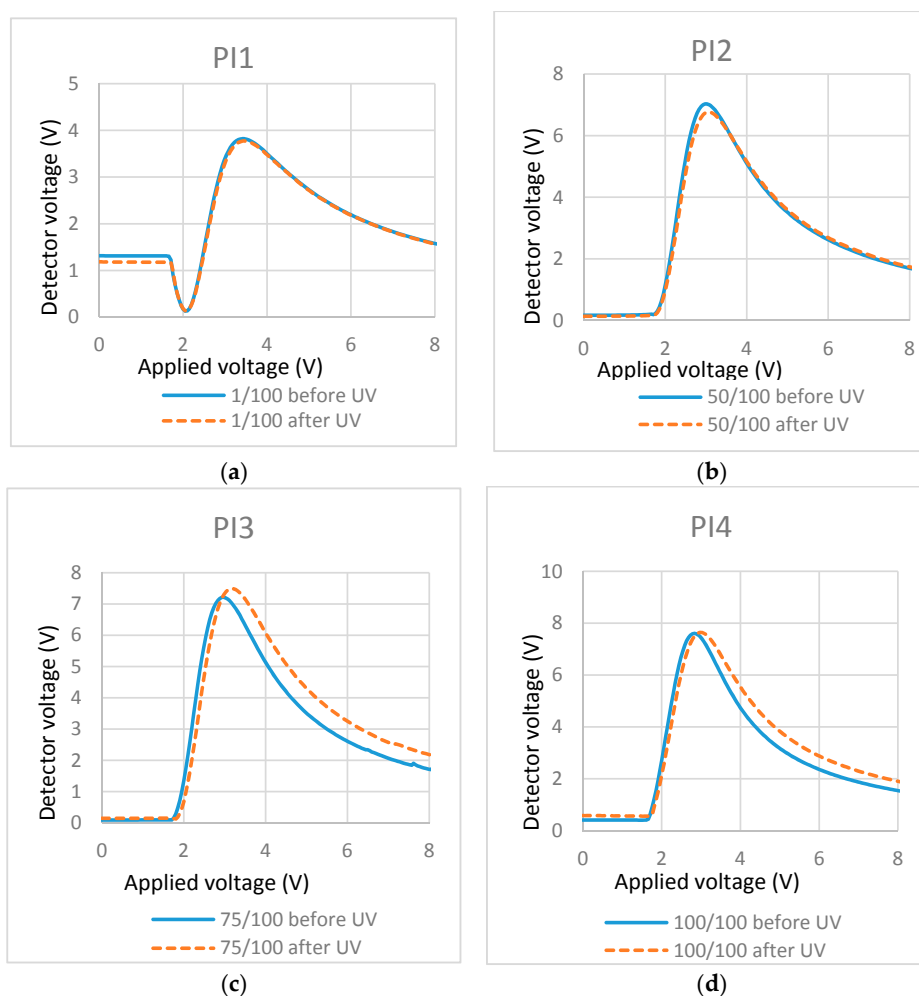 PI1
5
4
3
2
1
0
0 2 4 6 8
Detector voltage (V)
Applied voltage (V)
1/100 before UV
1/100 after UV
(a)
PI2
8
6
4
2
0
0 2 4 6 8
Detector voltage (V)
Applied voltage (V)
50/100 before UV
50/100 after UV
(b)
PI3
8
7
6
5
4
3
2
1
0
0 2 4 6 8
Detector voltage (V)
Applied voltage (V)
75/100 before UV
75/100 after UV
(c)
PI4
10
8
6
4
2
0
0 2 4 6 8
Detector voltage (V)
Applied voltage (V)
100/100 before UV
100/100 after UV
(d)